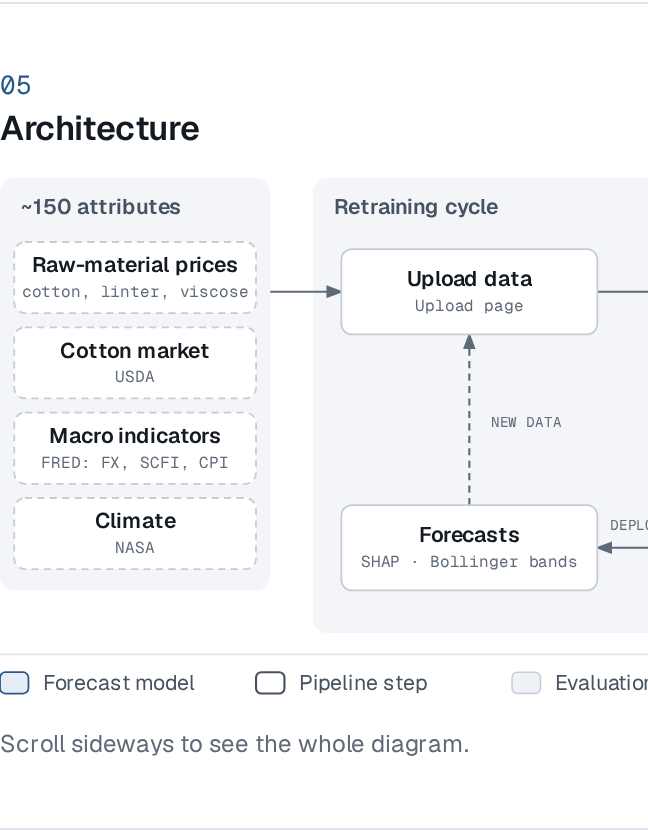 05
Architecture
~150 attributes
Raw-material prices
cotton, linter, viscose
Cotton market
USDA
Macro indicators
FRED: FX, SCFI, CPI
Climate
NASA
Retraining cycle
Upload data
Upload page
NEW DATA
Forecasts
SHAP · Bollinger bands
Forecast model
Pipeline step
Scroll sideways to see the whole diagram.